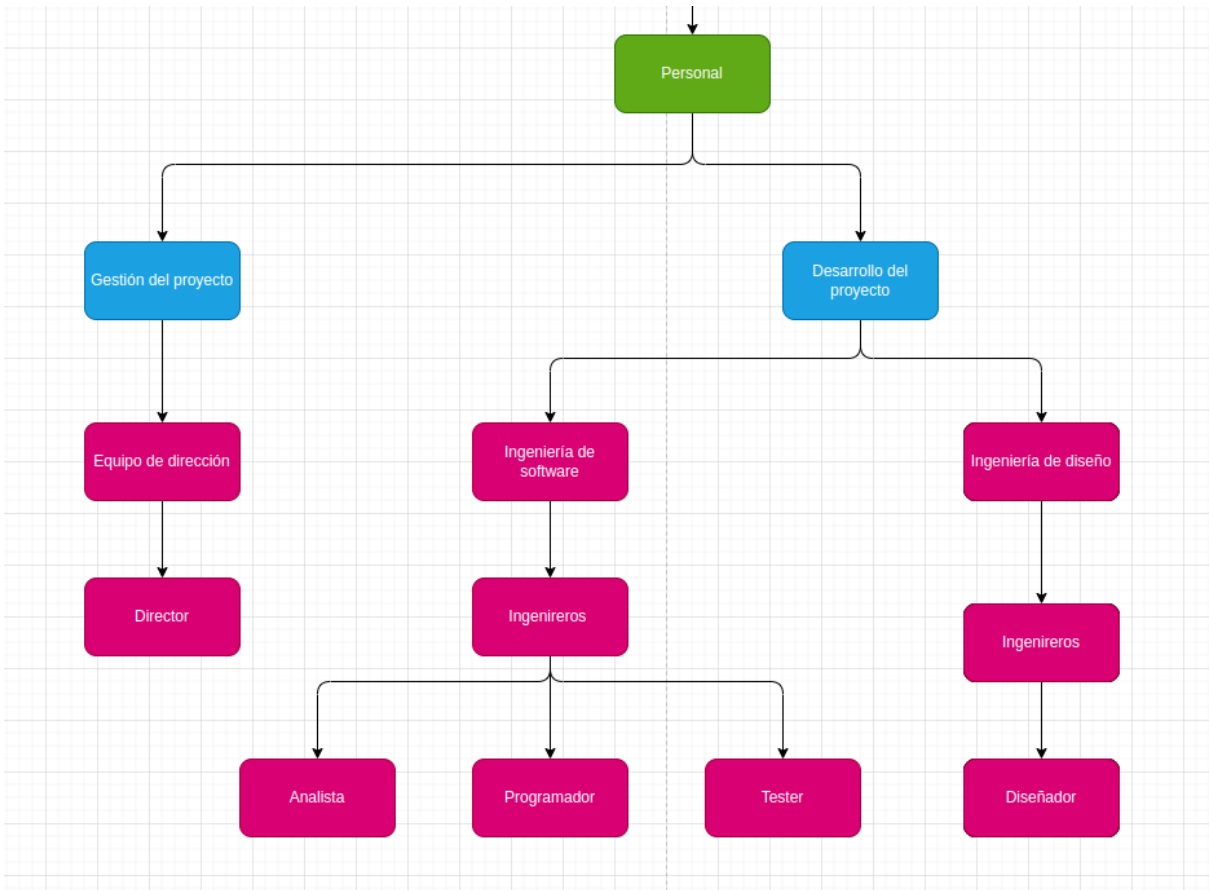 Personal
Gestión del proyecto
Desarrollo del
proyecto
Equipo de dirección
Ingeniería de
software
Ingeniería de diseño
Director
Ingenireros
Ingenireros
Analista
Programador
Tester
Diseñador